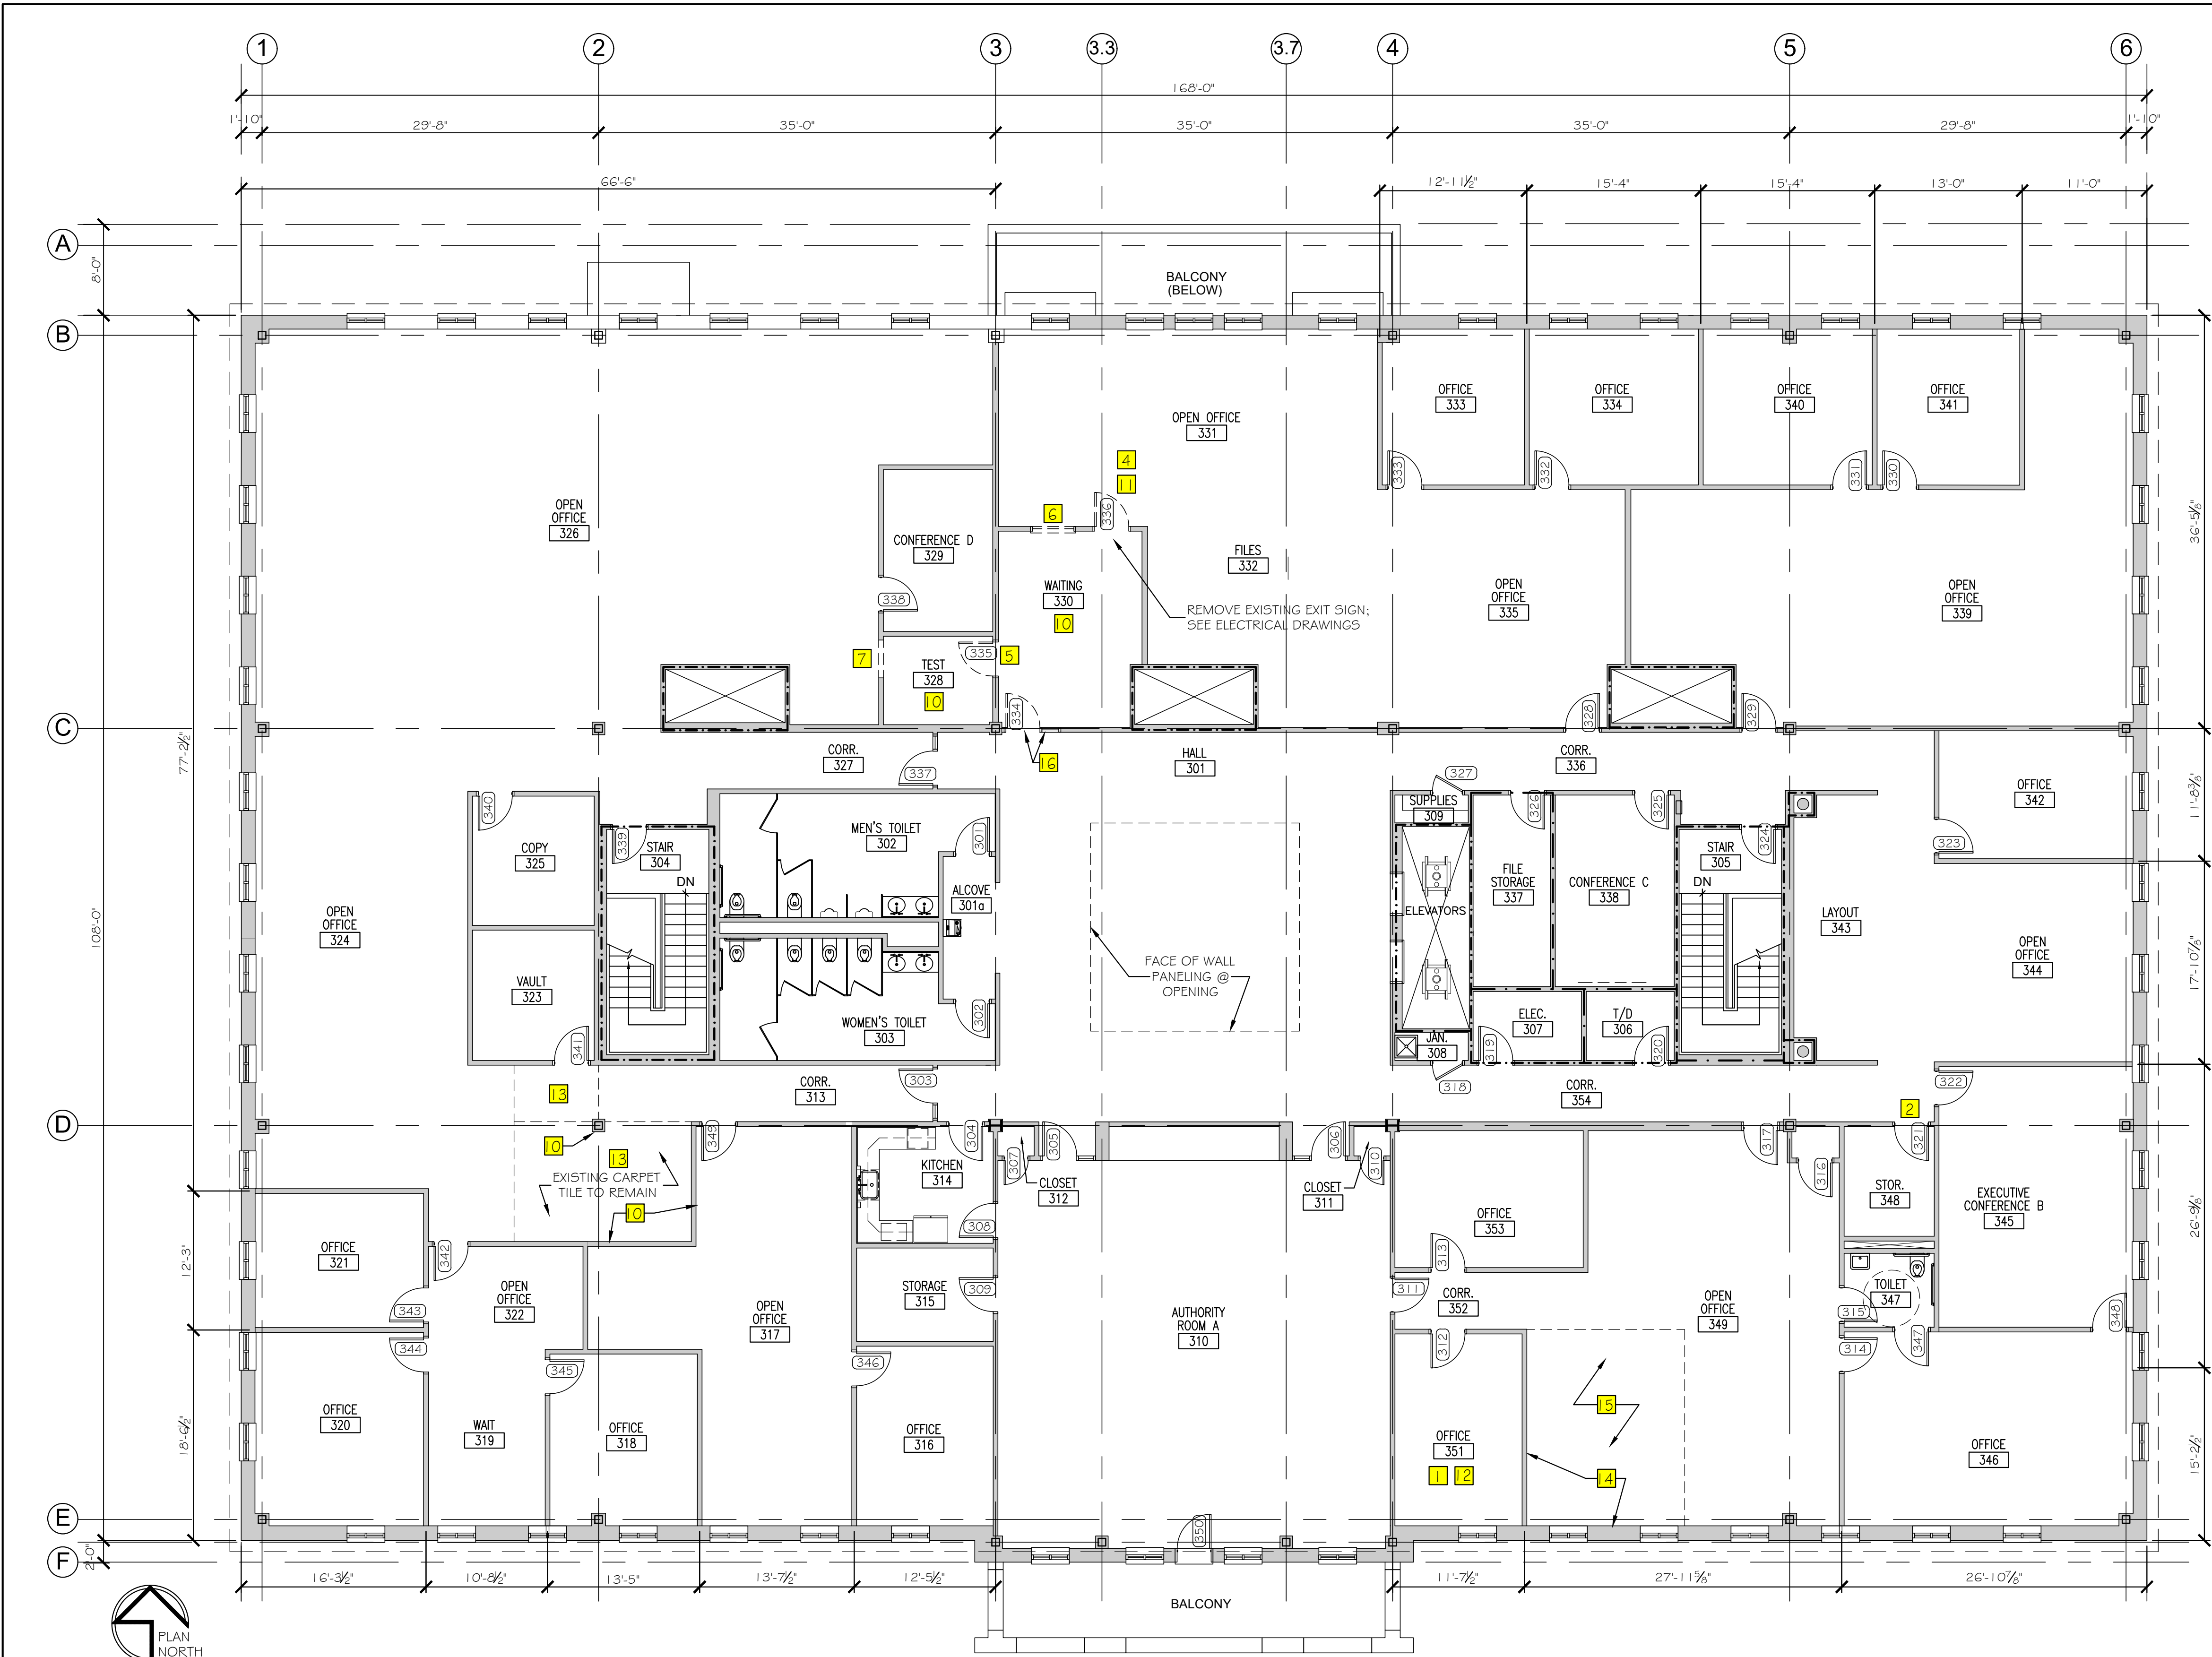 1
2
3
3.3
3.7
4
5
6
168'-0"
1'-10"
29'-8"
35'-0"
35'-0"
35'-0"
29'-8"
1'-10"
66'-6"
12'-11½"
15'-4"
15'-4"
13'-0"
11'-0"
A
8'-0"
BALCONY
(BELOW)
B
OFFICE
333
OFFICE
334
OFFICE
340
OFFICE
341
OPEN OFFICE
331
4
11
333
332
331
330
OPEN
OFFICE
326
6
336
36'-5⅛"
CONFERENCE D
329
FILES
332
WAITING
330
10
OPEN
OFFICE
335
OPEN
OFFICE
339
338
REMOVE EXISTING EXIT SIGN;
SEE ELECTRICAL DRAWINGS
7
335
5
TEST
328
10
334
328
329
C
77'-2½"
CORR.
327
337
16
HALL
301
CORR.
336
327
340
SUPPLIES
309
326
325
OFFICE
342
11'-8⅜"
MEN'S TOILET
302
301
339
STAIR
304
COPY
325
DN
324
STAIR
305
323
DN
FILE
STORAGE
337
CONFERENCE C
338
ALCOVE
301a
ELEVATORS
OPEN
OFFICE
324
LAYOUT
343
108'-0"
FACE OF WALL
PANELING @
OPENING
OPEN
OFFICE
344
17'-10⅞"
VAULT
323
WOMEN'S TOILET
303
302
ELEC.
307
T/D
306
341
JAN.
308
319
320
318
CORR.
313
303
CORR.
354
322
13
2
D
10
13
349
304
305
306
317
321
EXISTING CARPET
TILE TO REMAIN
KITCHEN
314
307
CLOSET
312
CLOSET
311
310
316
STOR.
348
EXECUTIVE
CONFERENCE B
345
10
308
OFFICE
353
26'-9⅛"
OFFICE
321
342
12'-3"
313
OPEN
OFFICE
322
STORAGE
315
309
311
CORR.
352
OPEN
OFFICE
349
TOILET
347
315
343
OPEN
OFFICE
317
AUTHORITY
ROOM A
310
348
344
345
346
312
314
347
OFFICE
320
WAIT
319
OFFICE
318
OFFICE
316
15
18'-6½"
OFFICE
351
1
12
14
OFFICE
346
15'-2½"
E
350
F
2'-0"
16'-3½"
10'-8½"
13'-5"
13'-7½"
12'-5½"
11'-7½"
27'-11⅝"
26'-10⅞"
BALCONY
PLAN
NORTH